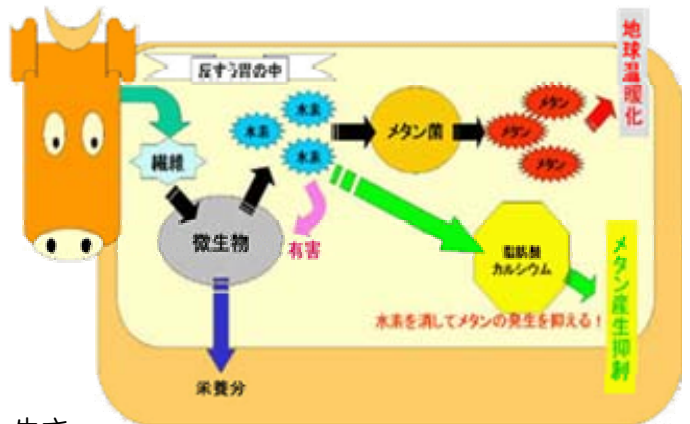 反すう胃の中
地球温暖化
水素
水素
水素
メタン菌
メタン
メタン
メタン
繊維
微生物
有害
脂肪酸
カルシウム
水素を消してメタンの発生を抑える！
メタン産生抑制
栄養分